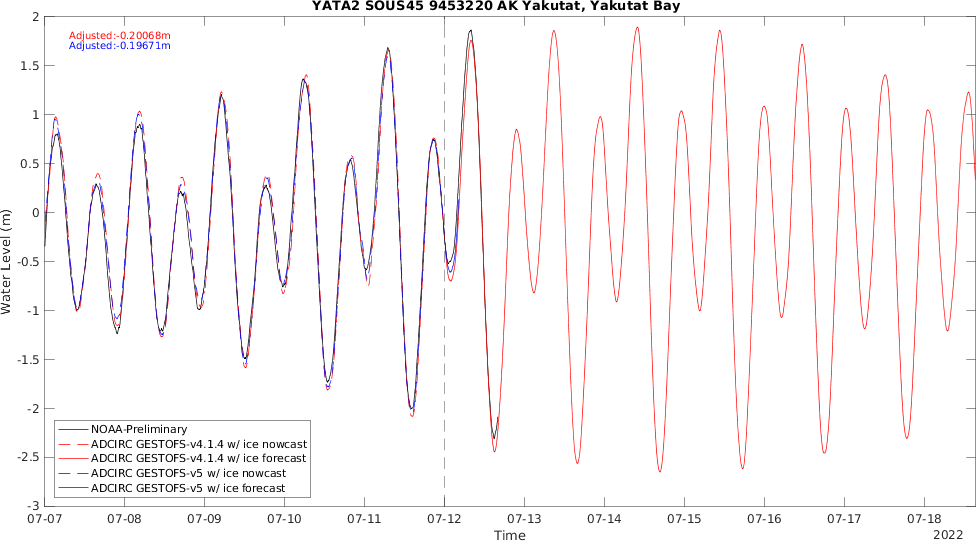 YATA2 SOUS45 9453220 AK Yakutat, Yakutat Bay
Adjusted:-0.20068m
Adjusted:-0.19671m
2
1.5
1
0.5
0
-0.5
-1
-1.5
-2
-2.5
-3
Water Level (m)
NOAA-Preliminary
ADCIRC GESTOFS-v4.1.4 w/ ice nowcast
ADCIRC GESTOFS-v4.1.4 w/ ice forecast
ADCIRC GESTOFS-v5 w/ ice nowcast
ADCIRC GESTOFS-v5 w/ ice forecast
07-07 07-08 07-09 07-10 07-11 07-12 07-13 07-14 07-15 07-16 07-17 07-18
Time
2022